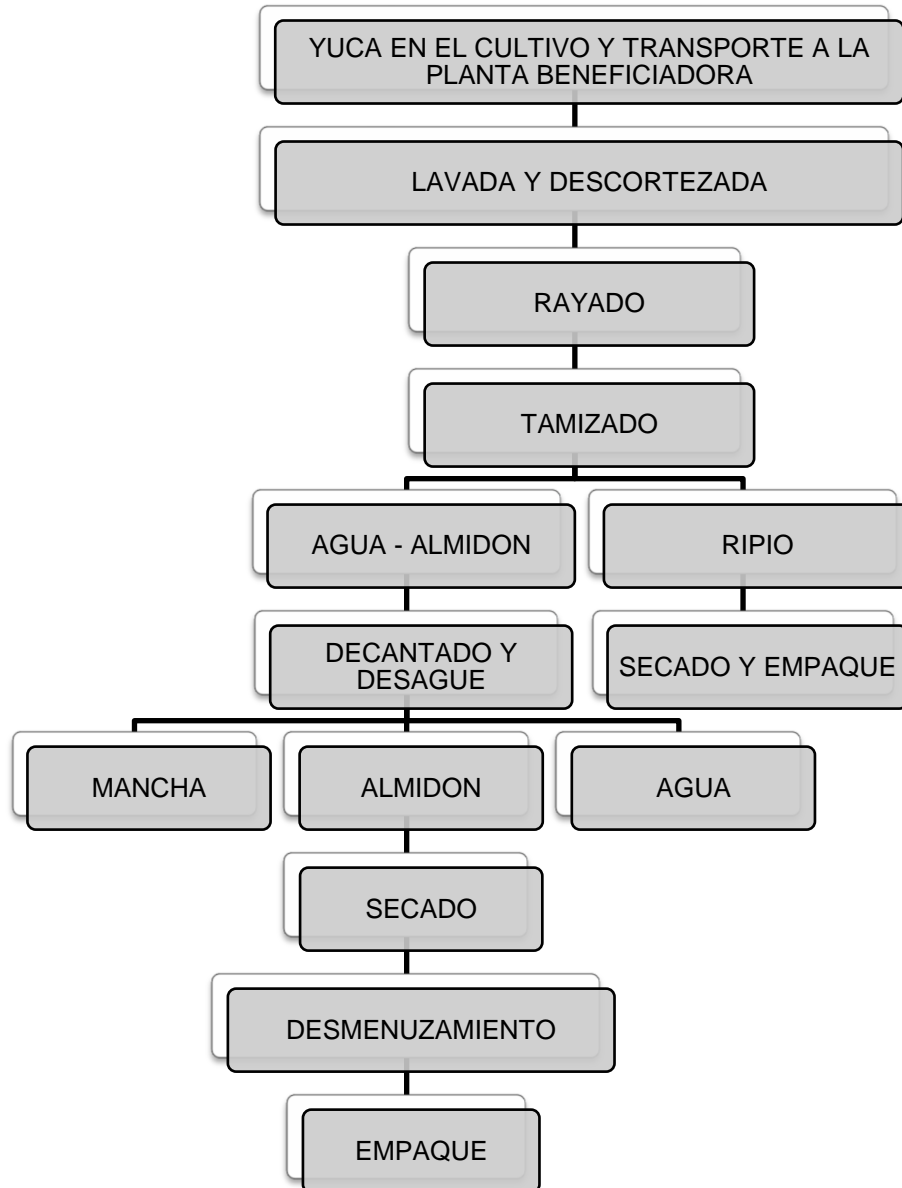 YUCA EN EL CULTIVO Y TRANSPORTE A LA
PLANTA BENEFICIADORA
LAVADA Y DESCORTEZADA
RAYADO
TAMIZADO
AGUA - ALMIDON
RIPIO
DECANTADO Y
DESAGUE
SECADO Y EMPAQUE
MANCHA
ALMIDON
AGUA
SECADO
DESMENUZAMIENTO
EMPAQUE